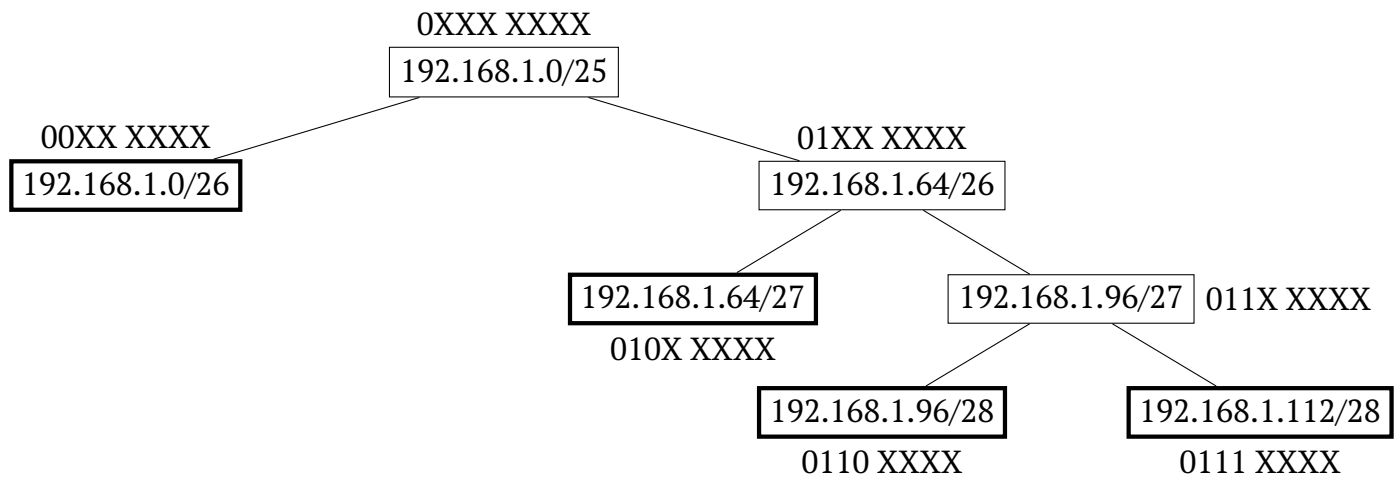 0XXX XXXX
192.168.1.0/25
00XX XXXX
192.168.1.0/26
01XX XXXX
192.168.1.64/26
192.168.1.64/27
010X XXXX
192.168.1.96/27
011X XXXX
192.168.1.96/28
0110 XXXX
192.168.1.112/28
0111 XXXX